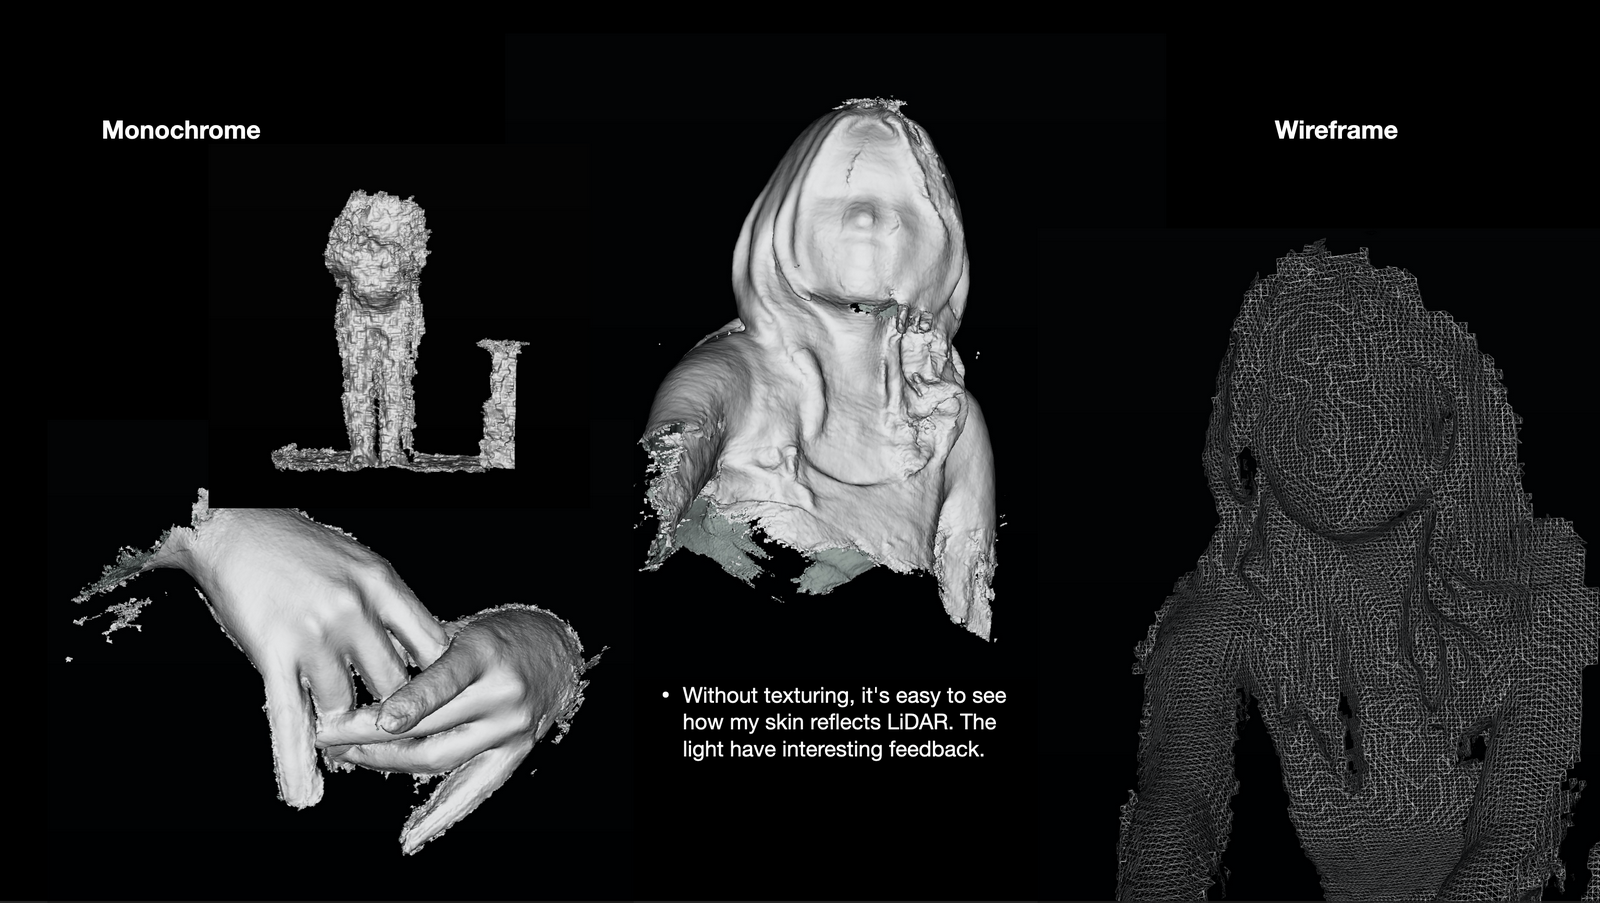 Monochrome
Wireframe
• Without texturing, it's easy to see
how my skin reflects LiDAR. The
light have interesting feedback.